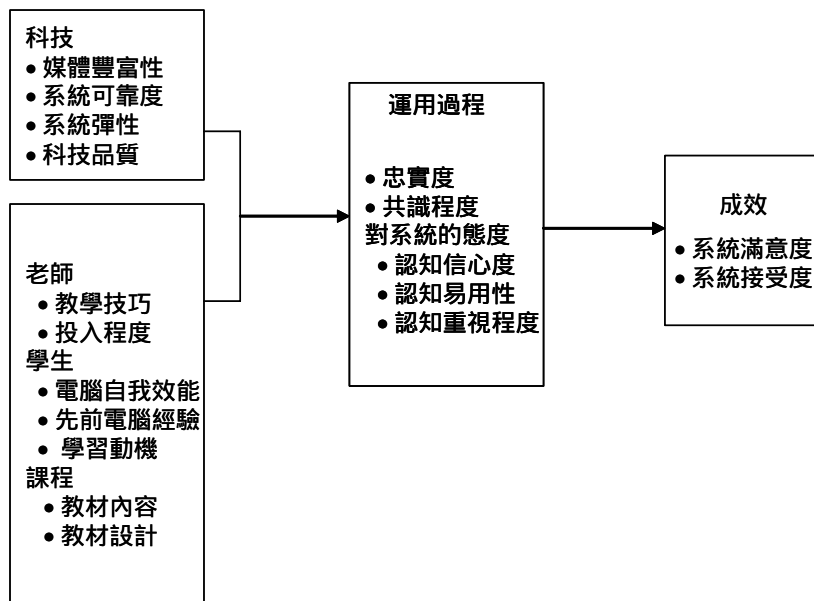 科技
• 媒體豐富性
• 系統可靠度
• 系統彈性
• 科技品質
老師
• 教學技巧
• 投入程度
學生
• 電腦自我效能
• 先前電腦經驗
• 學習動機
課程
• 教材內容
• 教材設計
運用過程
• 忠實度
• 共識程度
對系統的態度
• 認知信心度
• 認知易用性
• 認知重視程度
成效
• 系統滿意度
• 系統接受度